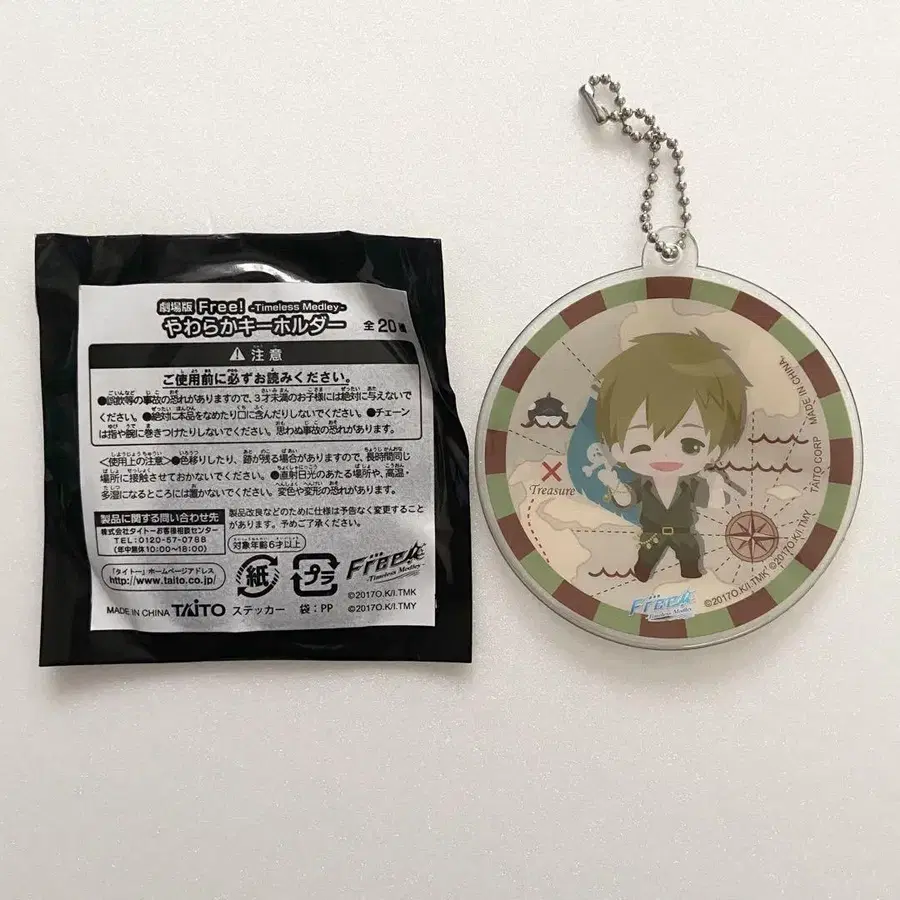 劇場版 Free! -Timeless Medley-
やわらかキーホルダー 全20種
注意
ご使用前に必ずお読みください。
●誤飲等の事故の恐れがありますので、3才未満のお子様には絶対に与えないで
ください。●絶対に本品をなめたり口に含んだりしないでください。●チェーン
は指や腕に巻きつけたりしないでください。思わぬ事故の恐れがあります。
<使用上の注意>●色移りしたり、跡が残る場合がありますので、長時間同じ
場所に接触させておかないでください。●直射日光のあたる場所や、高温・
多湿になるところには置かないでください。変色や変形の恐れがあります。
製品に関する問い合わせ先
株式会社タイトーお客様相談センター
TEL:0120-57-0788
(年中無休10:00~18:00)
製品改良などのために仕様は予告なく変更することが
あります。予めご了承ください。
対象年齢6才以上
「タイトー」ホームページアドレス
http://www.taito.co.jp/
紙
プラ
Free!
Timeless Medley
©2017O.K/I.TMK
©2017O.K/I.TMY
MADE IN CHINA TAITO ステッカー 袋:PP
Treasure
Free!
Timeless Medley
©2017O.K/I.TMK ©2017O.K/I.TMY
TAITO CORP MADE IN CHINA